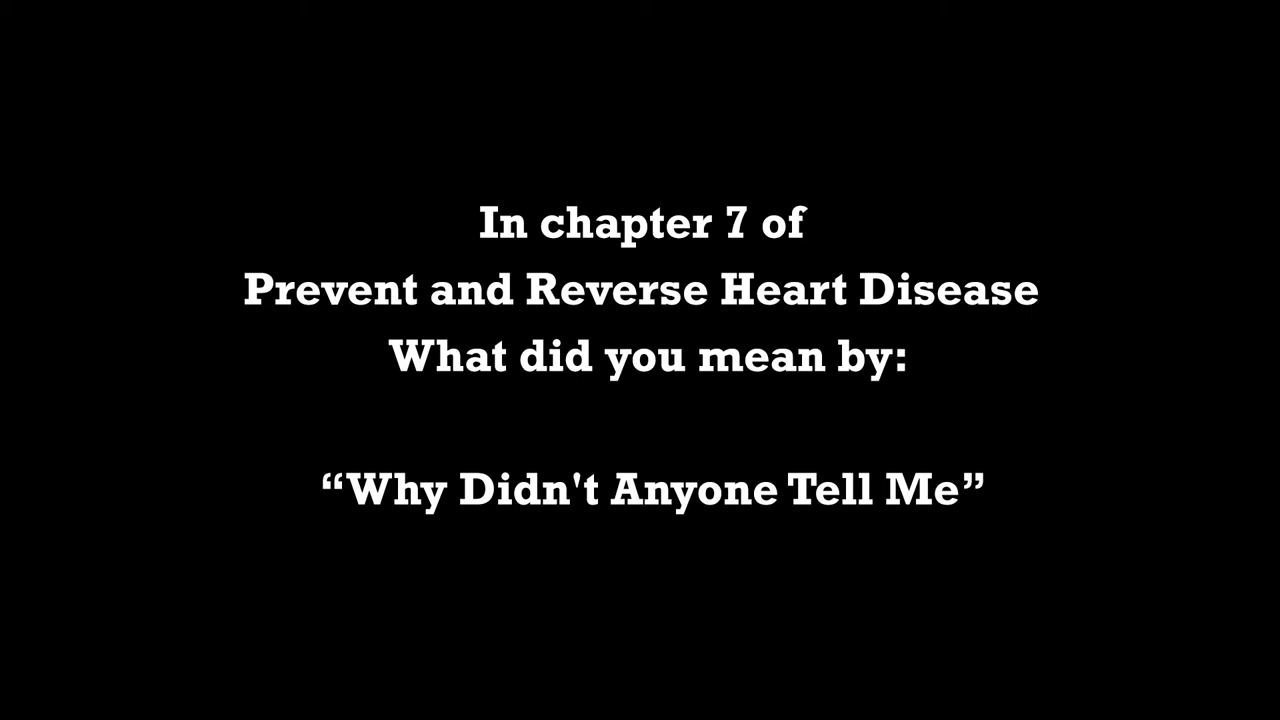 In chapter 7 of
Prevent and Reverse Heart Disease
What did you mean by:
“Why Didn't Anyone Tell Me”